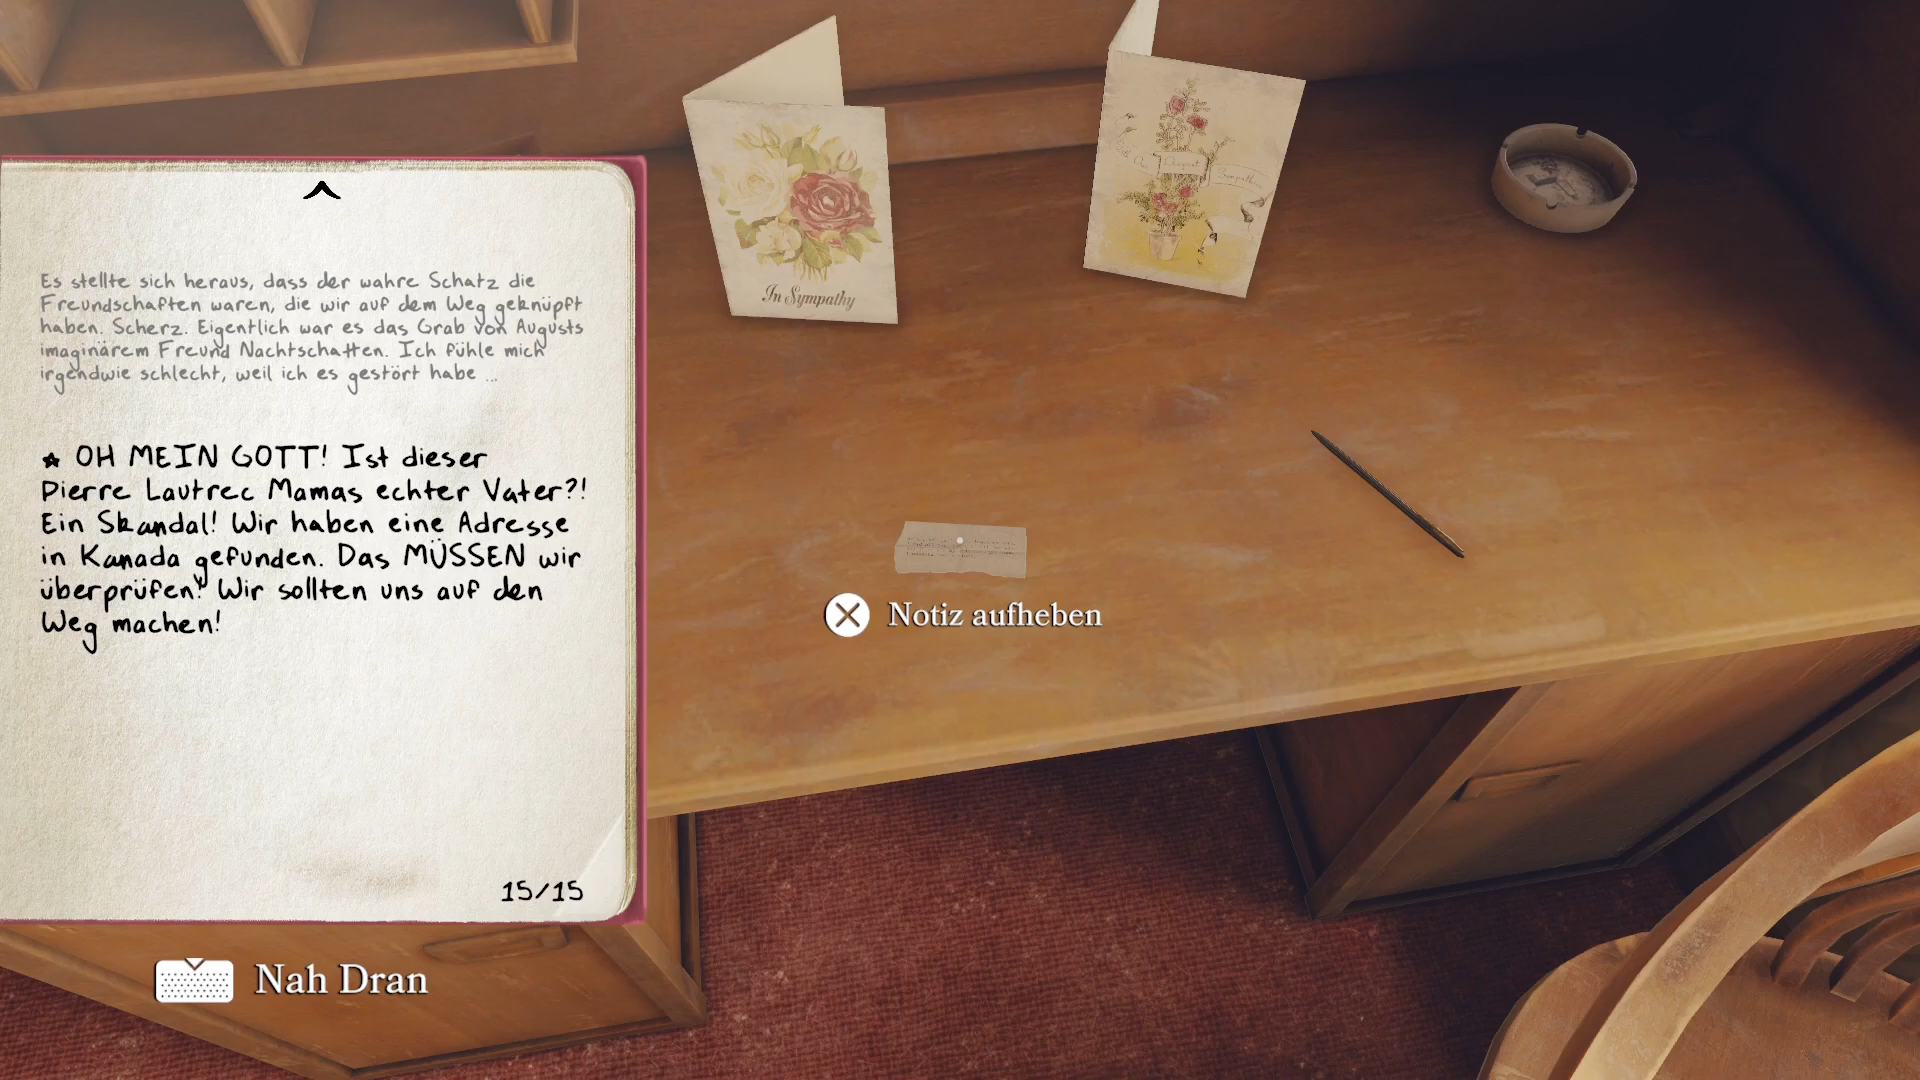 Es stellte sich heraus, dass der wahre Schatz die
Freundschaften waren, die wir auf dem Weg geknüpft
haben. Scherz. Eigentlich war es das Grab von Augusts
imaginärem Freund Nachtschatten. Ich fühle mich
irgendwie schlecht, weil ich es gestört habe ...
★ OH MEIN GOTT! Ist dieser
Pierre Lautrec Mamas echter Vater?!
Ein Skandal! Wir haben eine Adresse
in Kanada gefunden. Das MÜSSEN wir
überprüfen! Wir sollten uns auf den
Weg machen!
15/15
Nah Dran
In Sympathy
Sympathy
Notiz aufheben